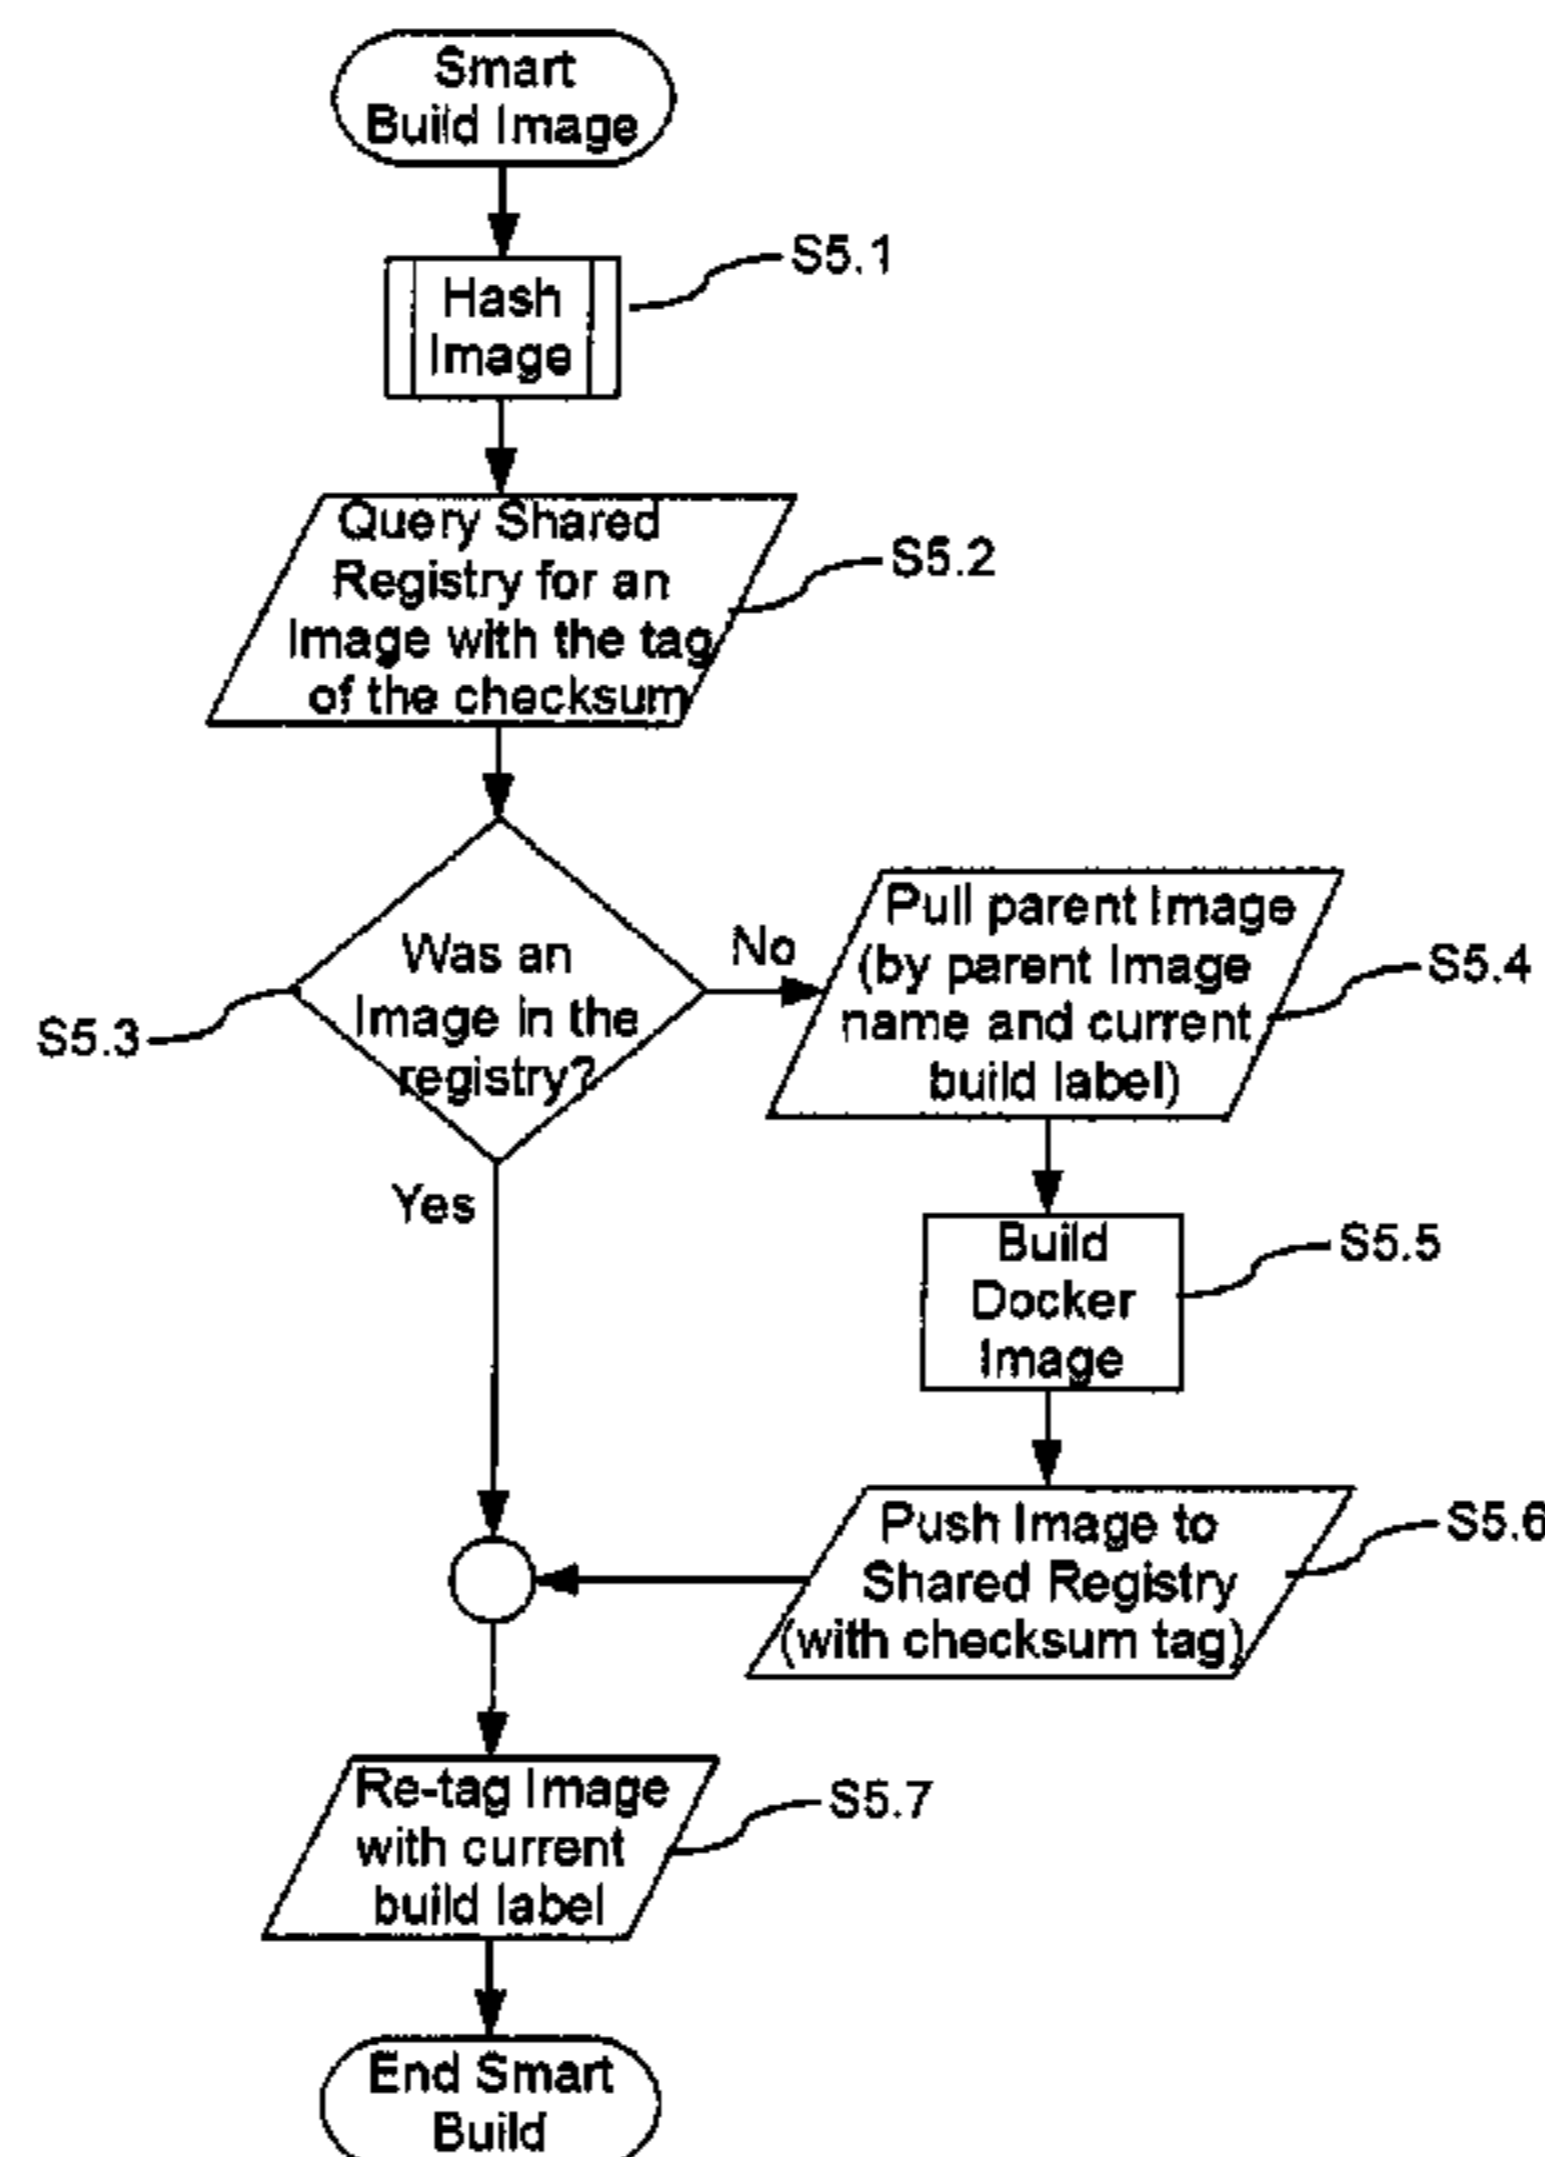 Smart
Build Image
S5.1
Hash
Image
Query Shared
Registry for an
Image with the tag
of the checksum
S5.2
Was an
Image in the
registry?
S5.3
No
Yes
Pull parent Image
(by parent Image
name and current
build label)
S5.4
Build
Docker
Image
S5.5
Push Image to
Shared Registry
(with checksum tag)
S5.6
Re-tag Image
with current
build label
S5.7
End Smart
Build